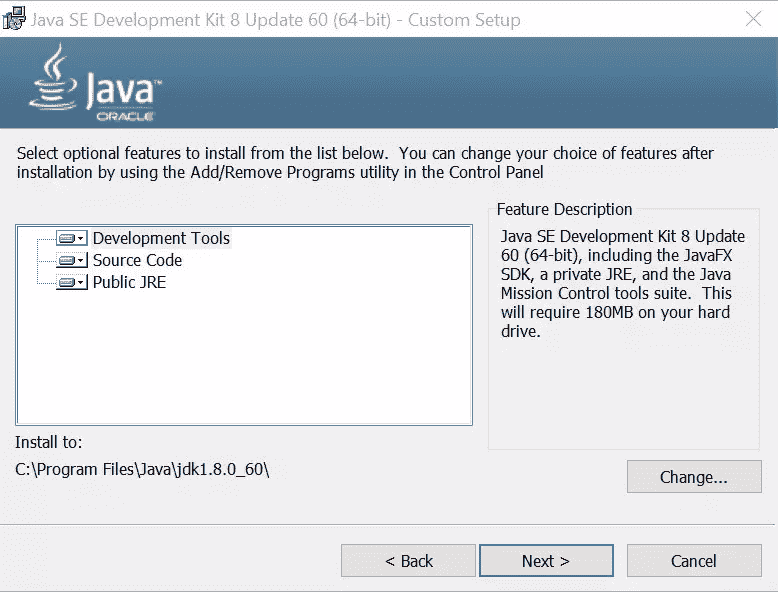 Java SE Development Kit 8 Update 60 (64-bit) - Custom Setup
Java™
ORACLE
Select optional features to install from the list below.  You can change your choice of features after
installation by using the Add/Remove Programs utility in the Control Panel
Development Tools
Source Code
Public JRE
Feature Description
Java SE Development Kit 8 Update
60 (64-bit), including the JavaFX
SDK, a private JRE, and the Java
Mission Control tools suite.  This
will require 180MB on your hard
drive.
Install to:
C:\Program Files\Java\jdk1.8.0_60\
Change...
< Back
Next >
Cancel